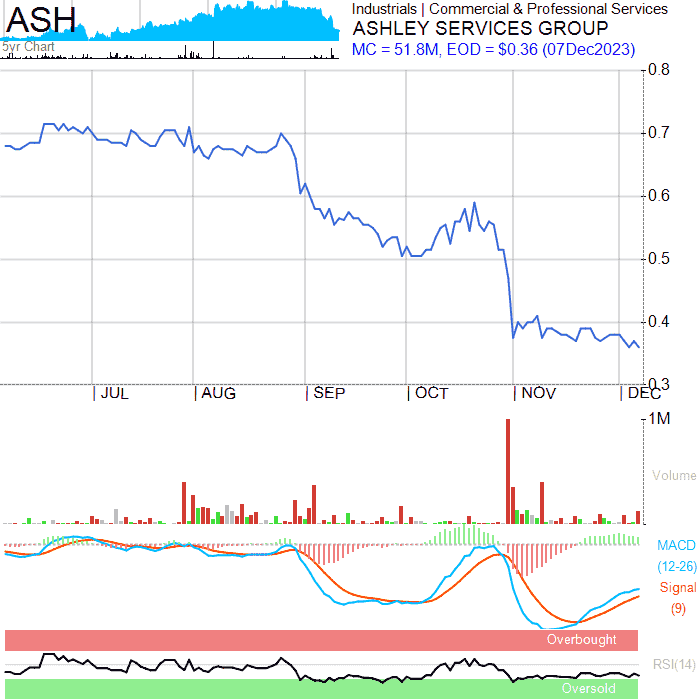 ASH
5yr Chart
Industrials | Commercial & Professional Services
ASHLEY SERVICES GROUP
MC = 51.8M, EOD = $0.36 (07Dec2023)
0.8
0.7
0.6
0.5
0.4
0.3
JUL AUG SEP OCT NOV DEC
1M
Volume
MACD
(12-26)
Signal
(9)
Overbought
RSI(14)
Oversold